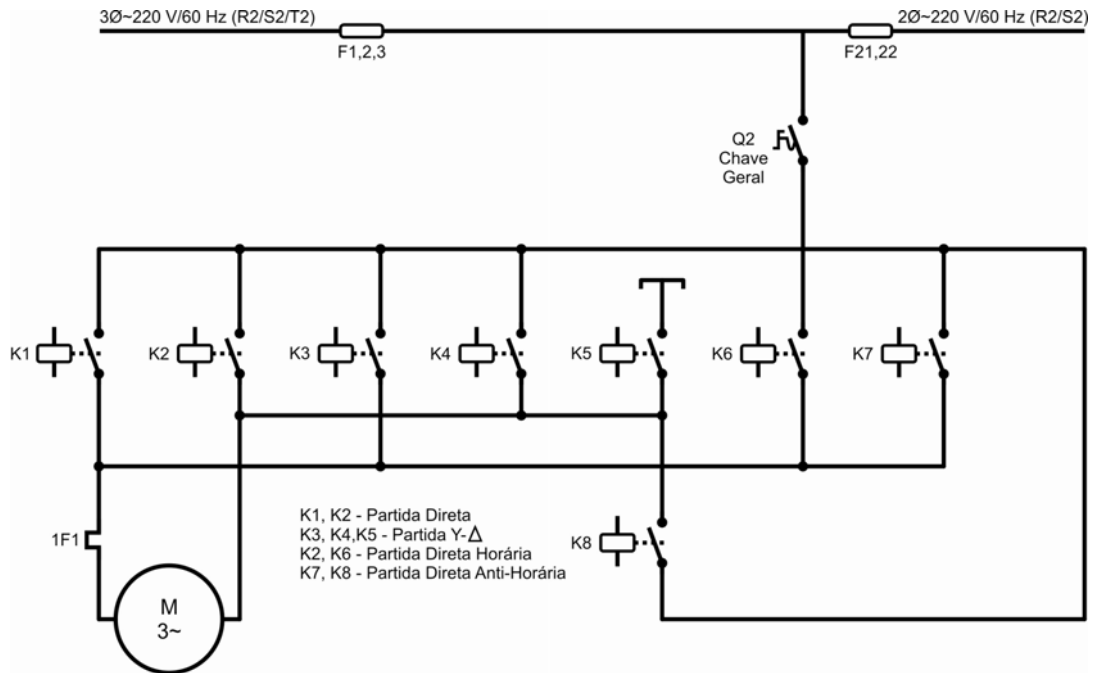 3Ø~220 V/60 Hz (R2/S2/T2)
2Ø~220 V/60 Hz (R2/S2)
F1,2,3
F21,22
Q2
Chave
Geral
K1
K2
K3
K4
K5
K6
K7
K1, K2 - Partida Direta
K3, K4,K5 - Partida Y-Δ
K2, K6 - Partida Direta Horária
K7, K8 - Partida Direta Anti-Horária
1F1
K8
M
3~